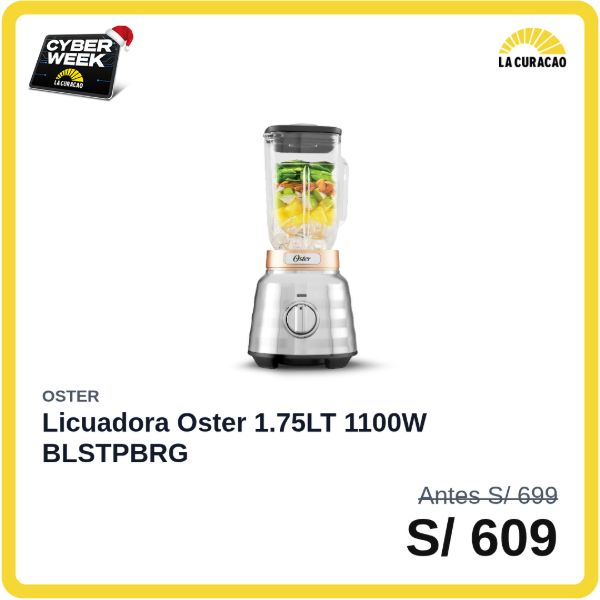 CYBER
WEEK
LA CURACAO
LA CURACAO
Oster
OSTER
Licuadora Oster 1.75LT 1100W
BLSTPBRG
Antes S/ 699
S/ 609